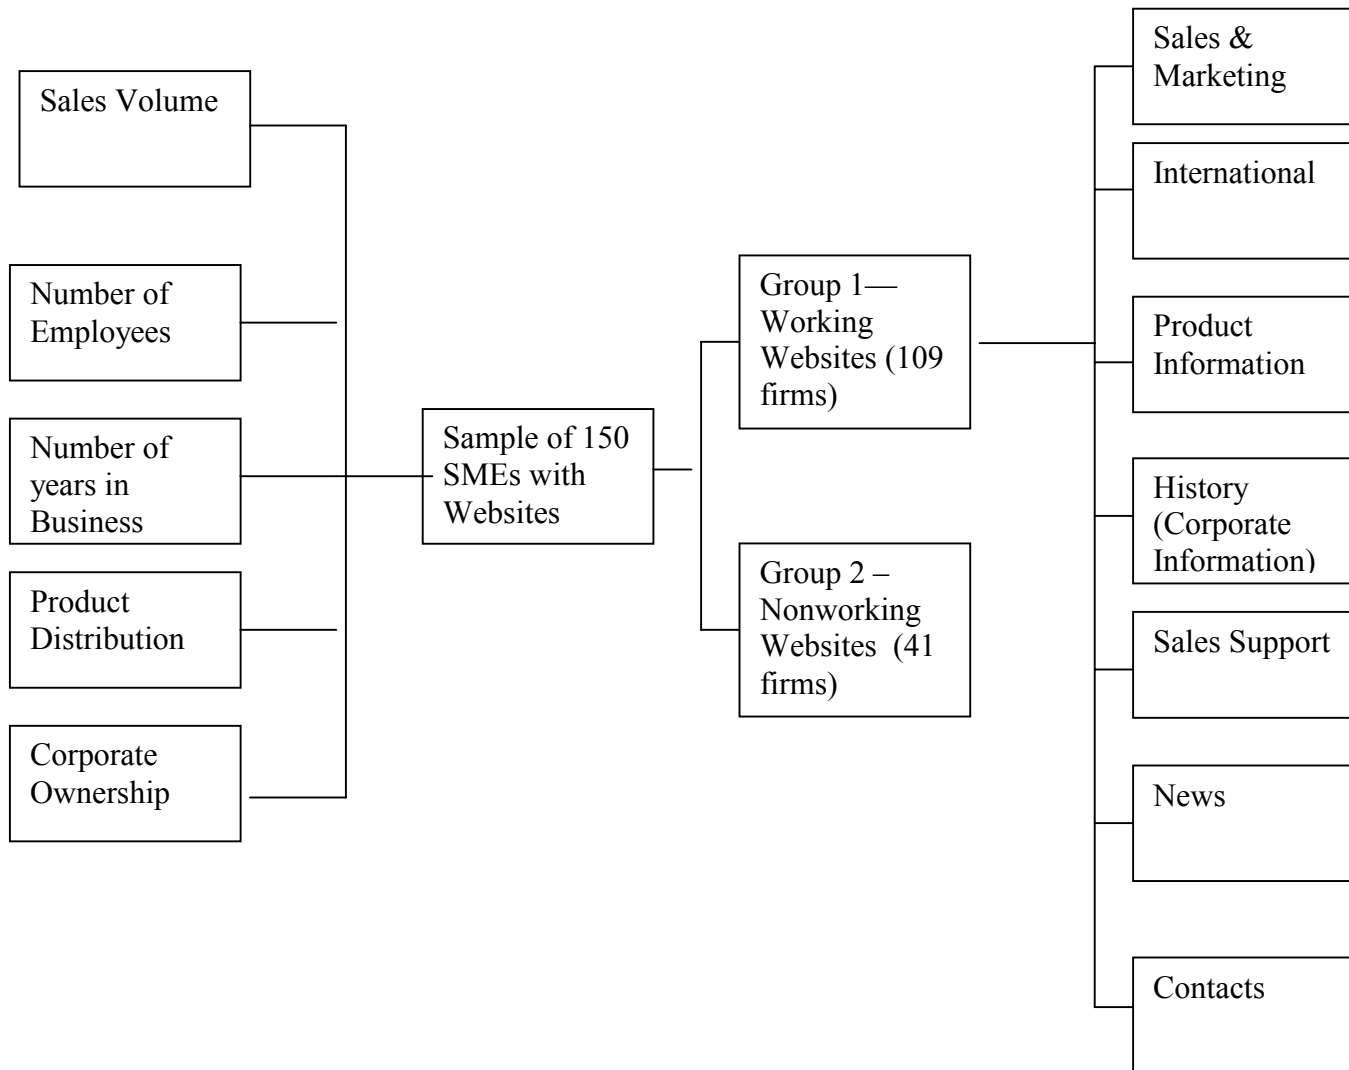 Sales Volume
Number of
Employees
Number of
years in
Business
Product
Distribution
Corporate
Ownership
Sample of 150
SMEs with
Websites
Group 1—
Working
Websites (109
firms)
Group 2 –
Nonworking
Websites  (41
firms)
Sales &
Marketing
International
Product
Information
History
(Corporate
Information)
Sales Support
News
Contacts